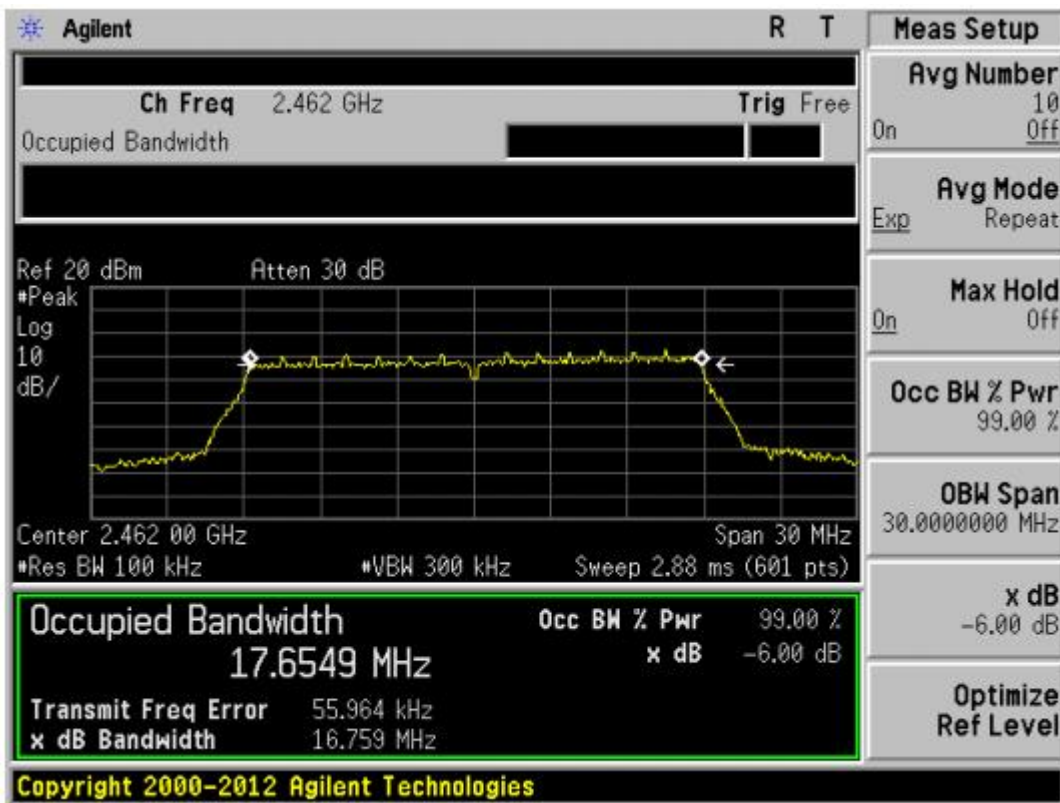 Agilent R T
Ch Freq 2.462 GHz Trig Free
Occupied Bandwidth
Ref 20 dBm Atten 30 dB
#Peak
Log
10
dB/
Center 2.462 00 GHz Span 30 MHz
#Res BW 100 kHz #VBW 300 kHz Sweep 2.88 ms (601 pts)
Occupied Bandwidth Occ BW % Pwr 99.00 %
17.6549 MHz x dB -6.00 dB
Transmit Freq Error 55.964 kHz
x dB Bandwidth 16.759 MHz
Copyright 2000-2012 Agilent Technologies
Meas Setup
Avg Number
10
On Off
Avg Mode
Exp Repeat
Max Hold
On Off
Occ BW % Pwr
99.00 %
OBW Span
30.0000000 MHz
x dB
-6.00 dB
Optimize
Ref Level